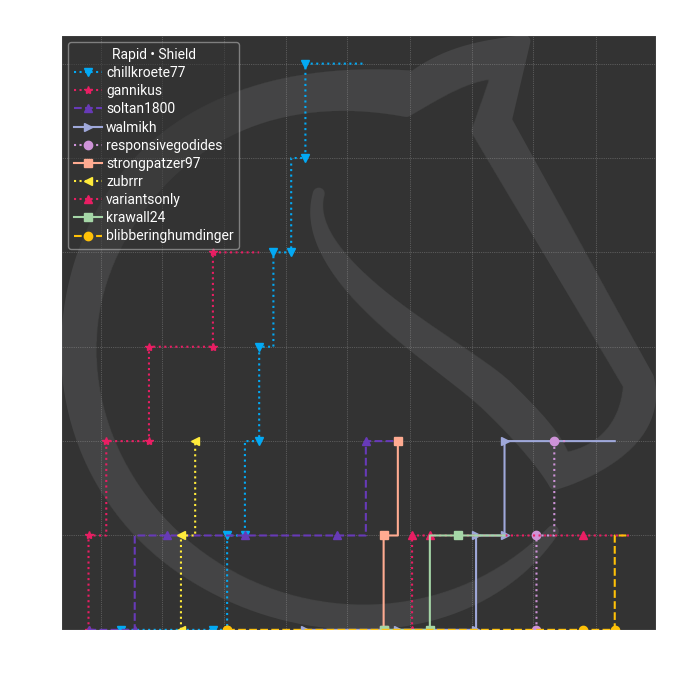 Rapid • Shield
chillkroete77
gannikus
soltan1800
walmikh
responsivegodides
strongpatzer97
zubrrr
variantsonly
krawall24
blibberinghumdinger